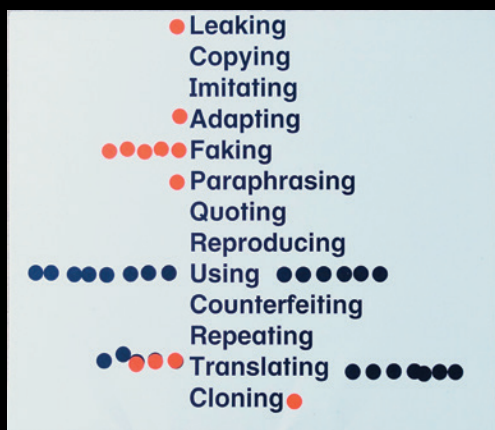 Leaking
Copying
Imitating
Adapting
Faking
Paraphrasing
Quoting
Reproducing
Using
Counterfeiting
Repeating
Translating
Cloning